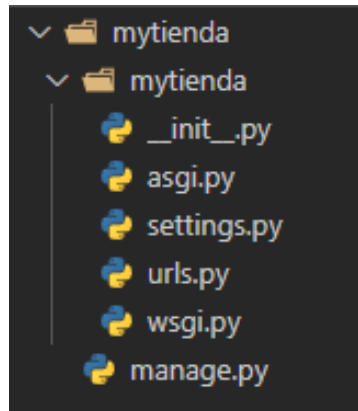 mytienda
mytienda
__init__.py
asgi.py
settings.py
urls.py
wsgi.py
manage.py